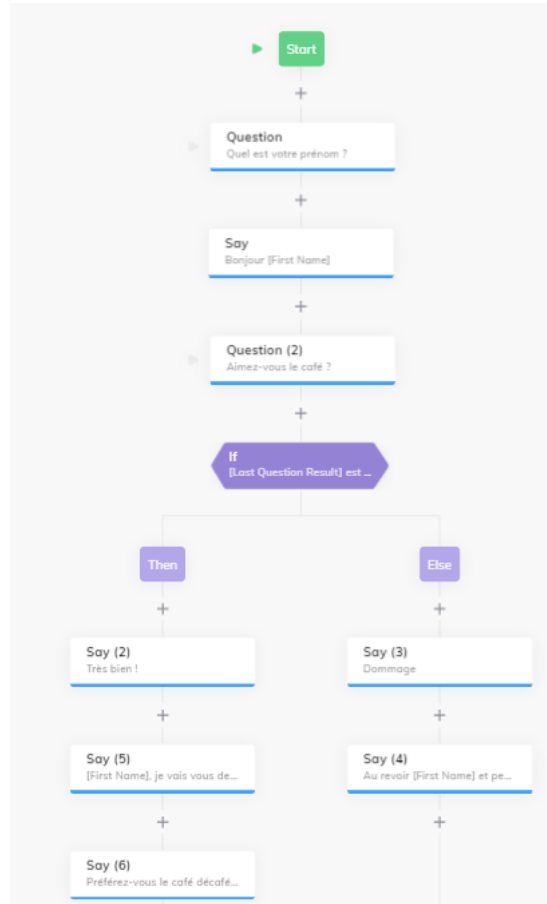 Start
Question
Quel est votre prénom ?
Say
Bonjour [First Name]
Question (2)
Aimez-vous le café ?
If
[Last Question Result] est ...
Then
Else
Say (2)
Très bien !
Say (3)
Dommage
Say (5)
[First Name], je vais vous de...
Say (4)
Au revoir [First Name] et pe...
Say (6)
Préférez-vous le café décafé...